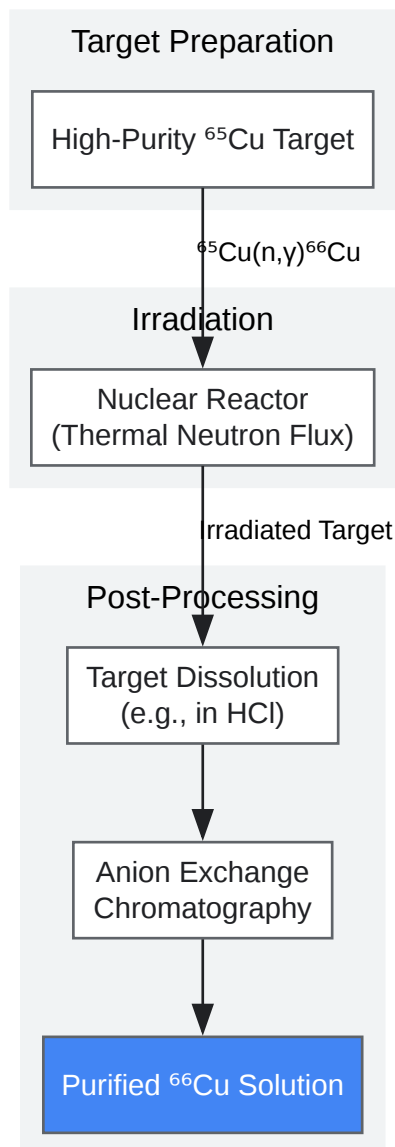 Target Preparation
High-Purity ⁶⁵Cu Target
⁶⁵Cu(n,γ)⁶⁶Cu
Irradiation
Nuclear Reactor
(Thermal Neutron Flux)
Irradiated Target
Post-Processing
Target Dissolution
(e.g., in HCl)
Anion Exchange
Chromatography
Purified ⁶⁶Cu Solution